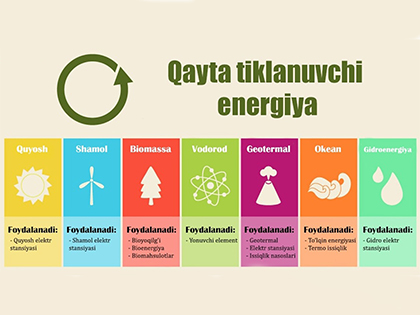 Qayta tiklanuvchi
energiya
Quyosh
Shamol
Biomassa
Vodorod
Geotermal
Okean
Gidroenergiya
Foydalanadi:
- Quyosh elektr
stansiyasi
Foydalanadi:
- Shamol elektr
stansiyasi
Foydalanadi:
- Bioyoqilg'i
- Bioenergiya
- Biomahsulotlar
Foydalanadi:
- Yonuvchi element
Foydalanadi:
- Geotermal
- Elektr stansiyasi
- Issiqlik nasoslari
Foydalanadi:
- To'lqin energiyasi
- Termo issiqlik
Foydalanadi:
- Gidro elektr
stansiyasi